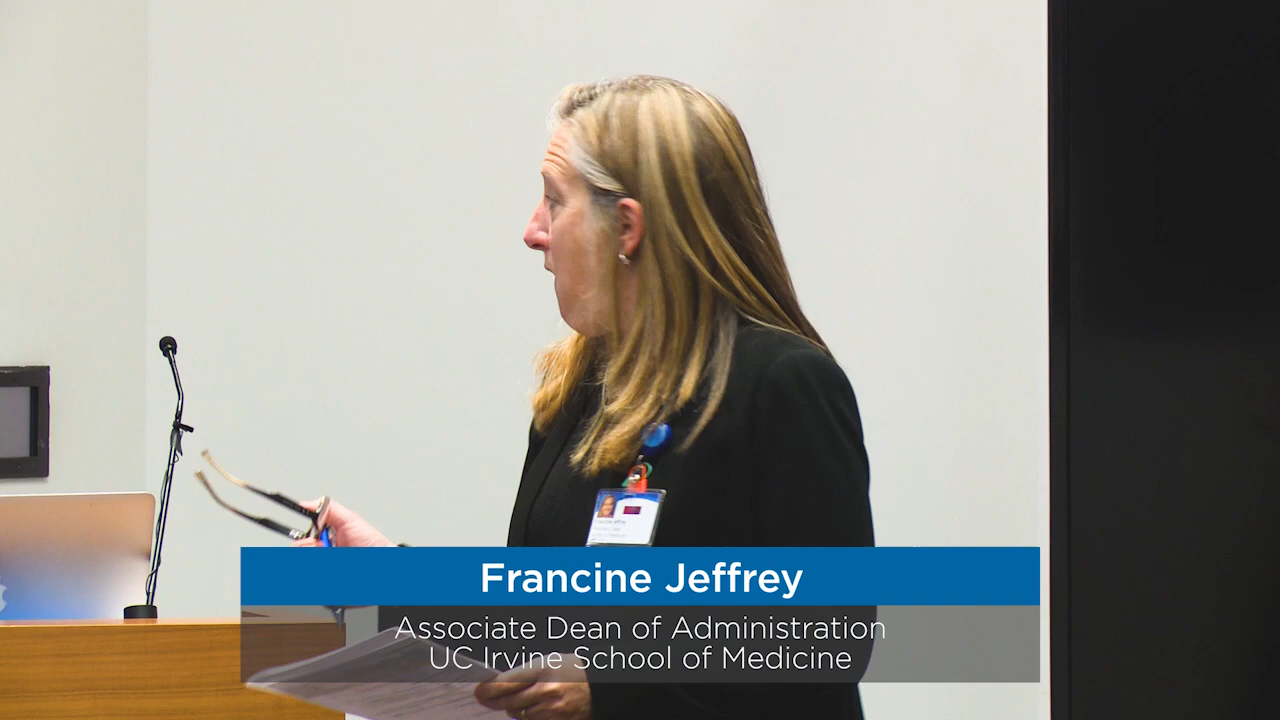 Francine Jeffrey
Associate Dean of Administration
UC Irvine School of Medicine